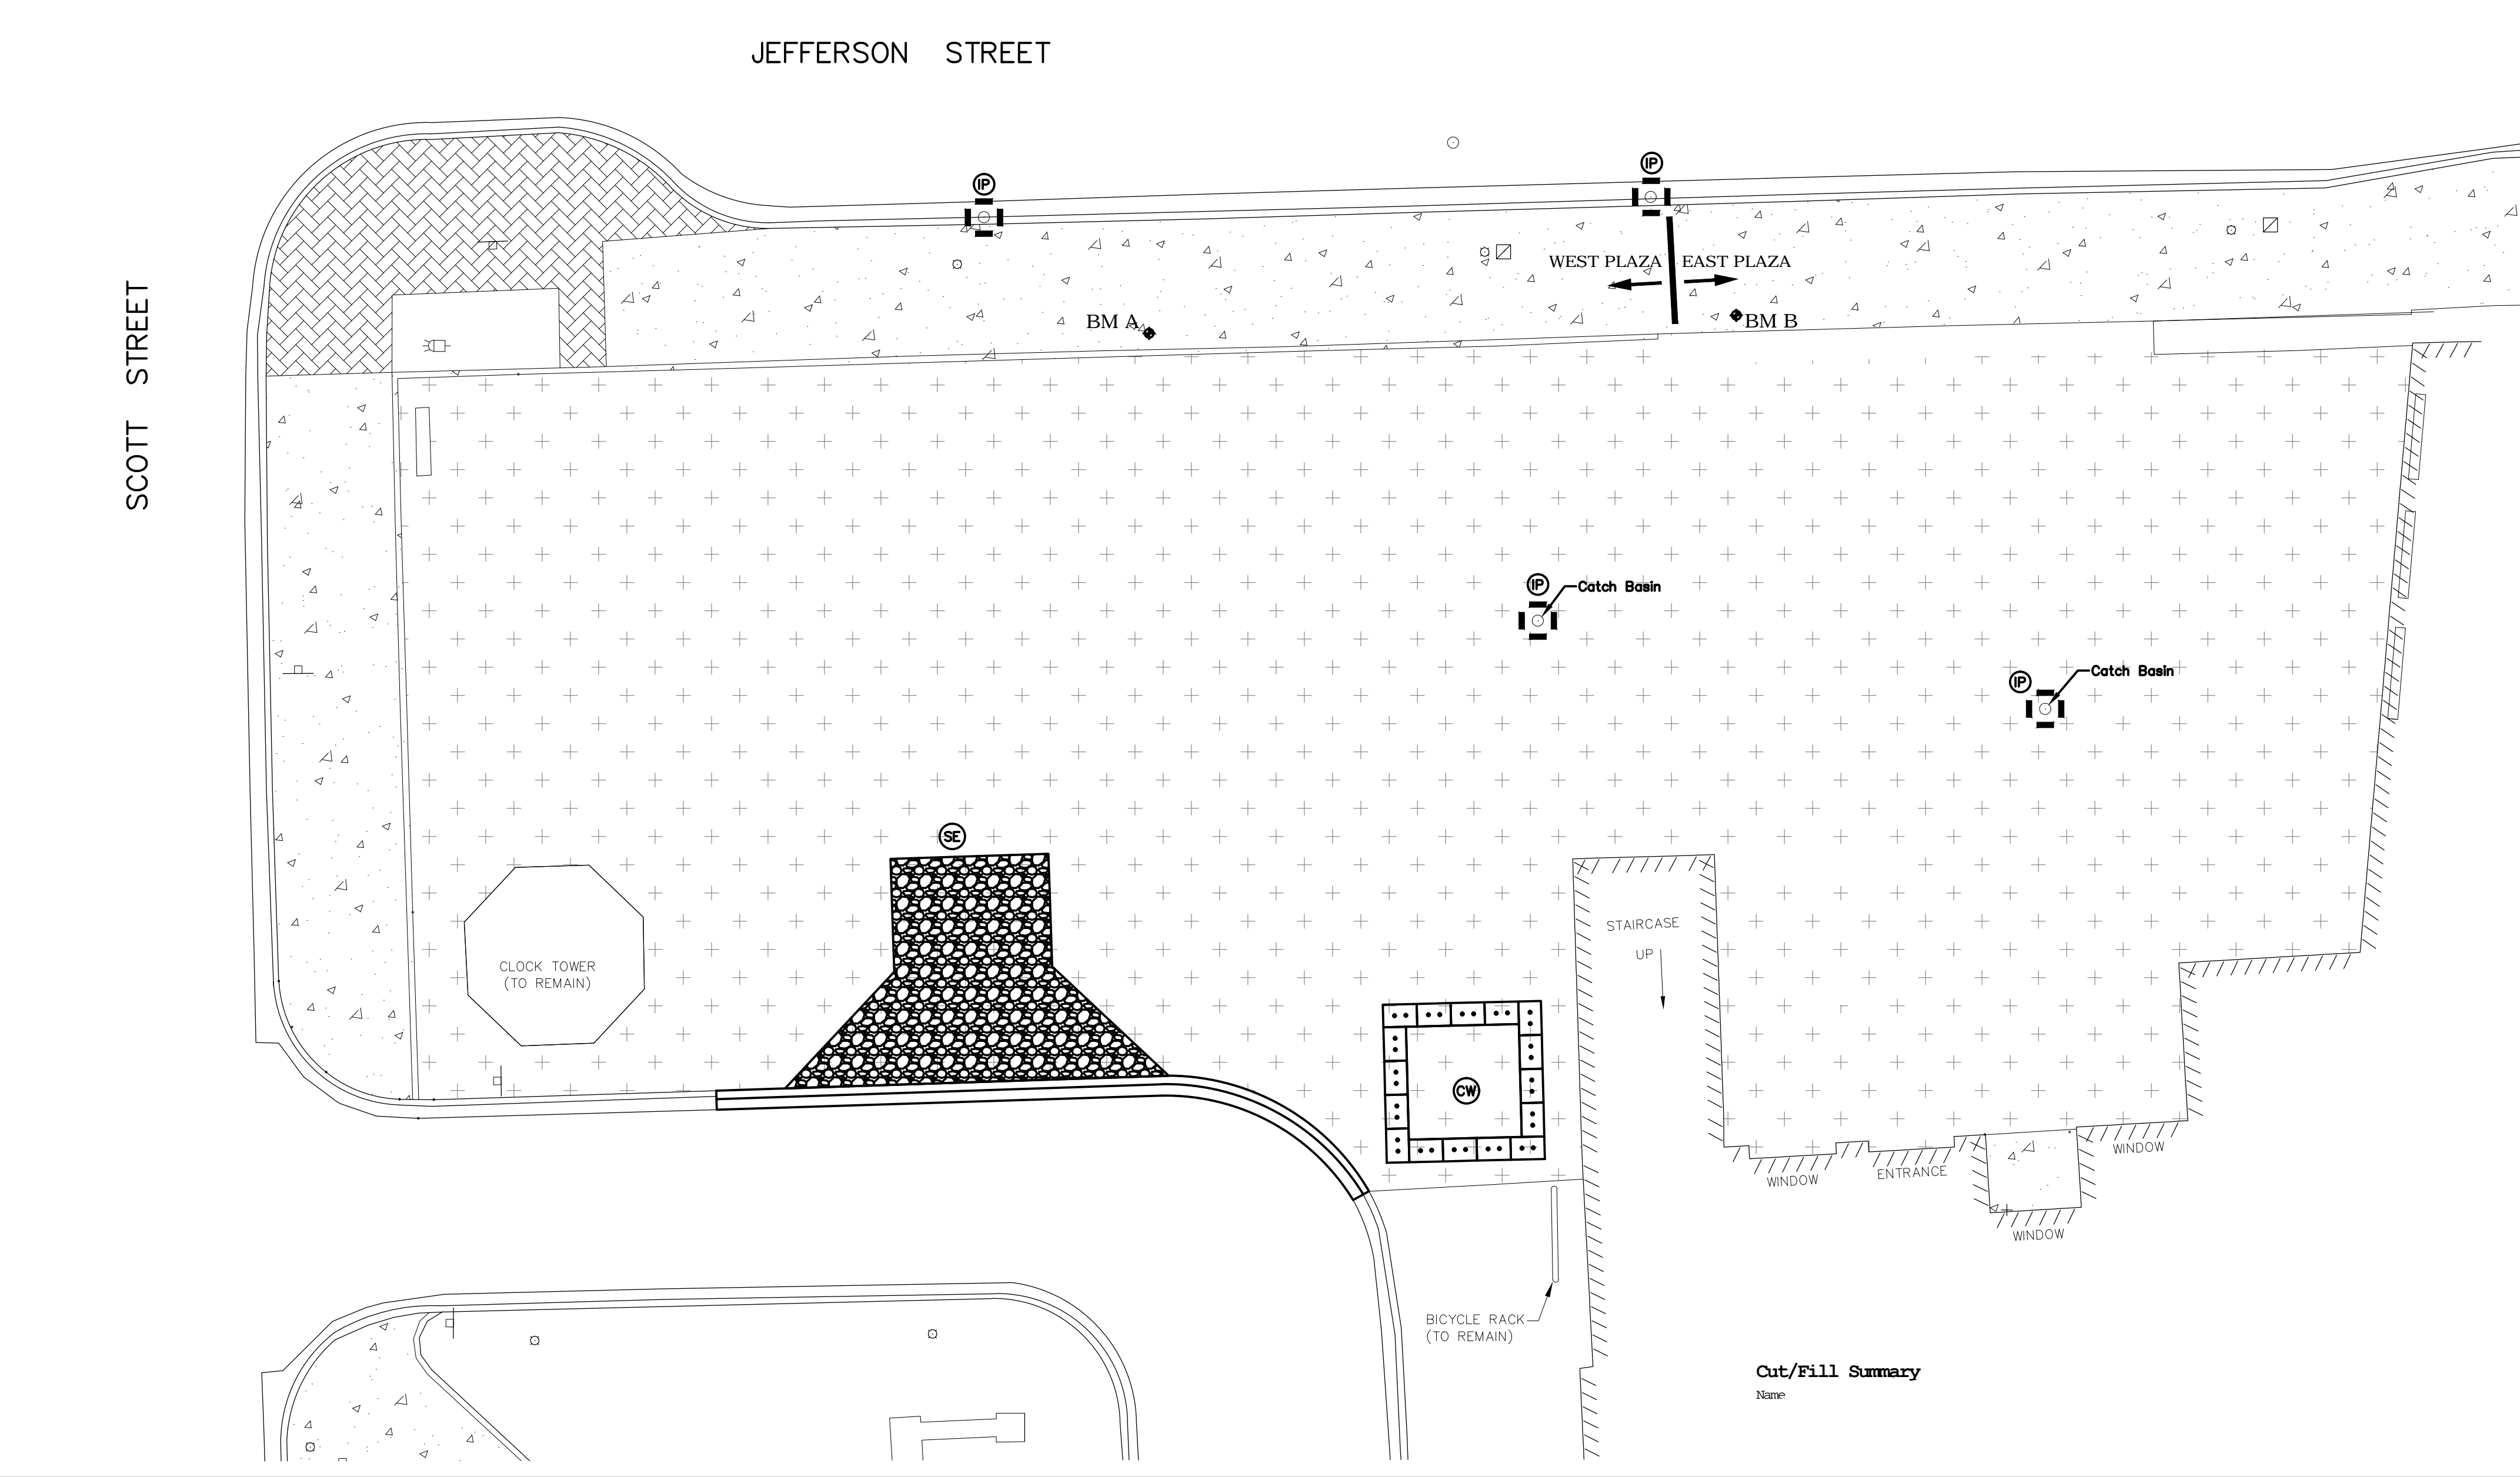 JEFFERSON STREET
SCOTT STREET
IP
IP
WEST PLAZA
EAST PLAZA
BM A
BM B
IP
Catch Basin
IP
Catch Basin
SE
CLOCK TOWER
(TO REMAIN)
STAIRCASE
UP
CW
WINDOW
ENTRANCE
WINDOW
WINDOW
BICYCLE RACK
(TO REMAIN)
Cut/Fill Summary
Name